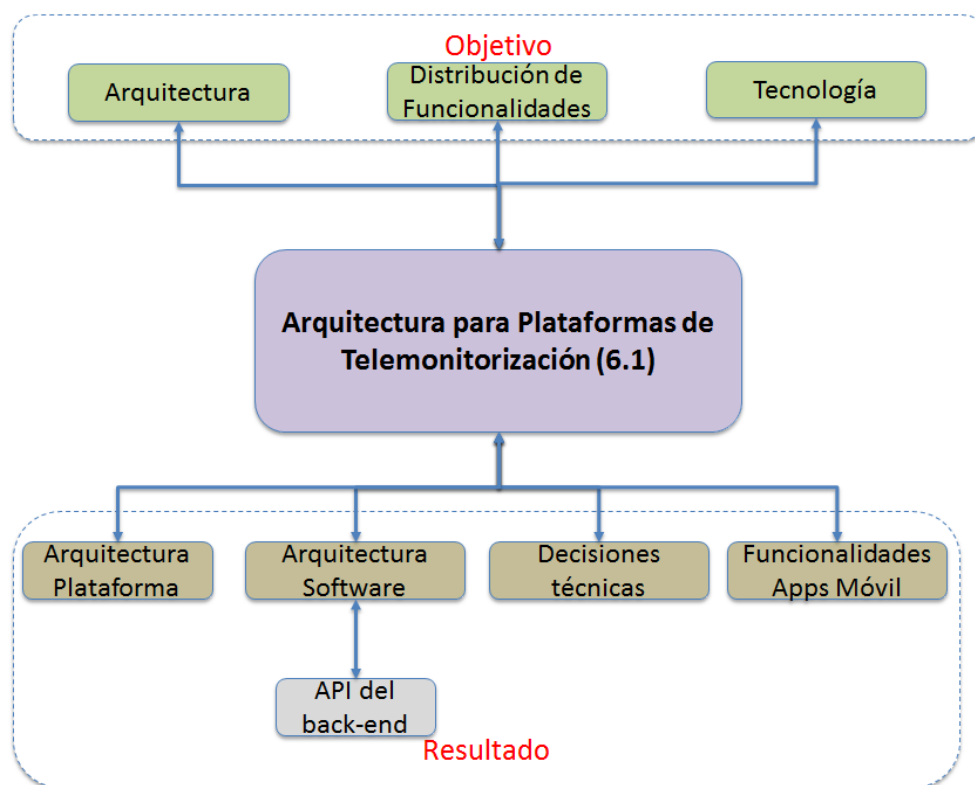 Objetivo
Arquitectura
Distribución de
Funcionalidades
Tecnología
Arquitectura para Plataformas de
Telemonitorización (6.1)
Arquitectura
Plataforma
Arquitectura
Software
Decisiones
técnicas
Funcionalidades
Apps Móvil
API del
back-end
Resultado